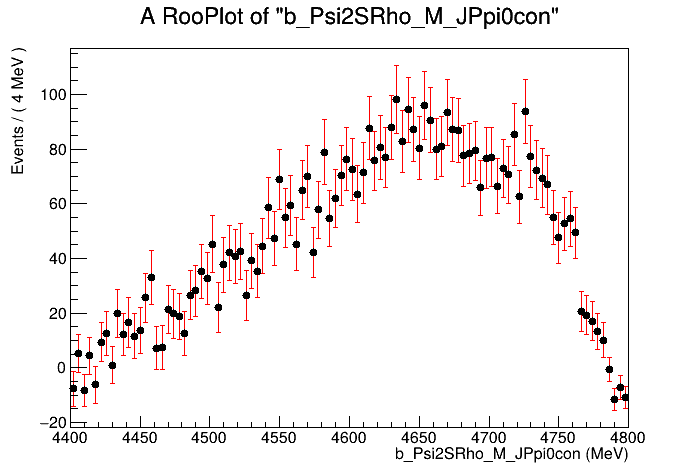 A RooPlot of "b_Psi2SRho_M_JPpi0con"
Events / ( 4 MeV )
100
80
60
40
20
0
−20
4400 4450 4500 4550 4600 4650 4700 4750 4800
b_Psi2SRho_M_JPpi0con (MeV)